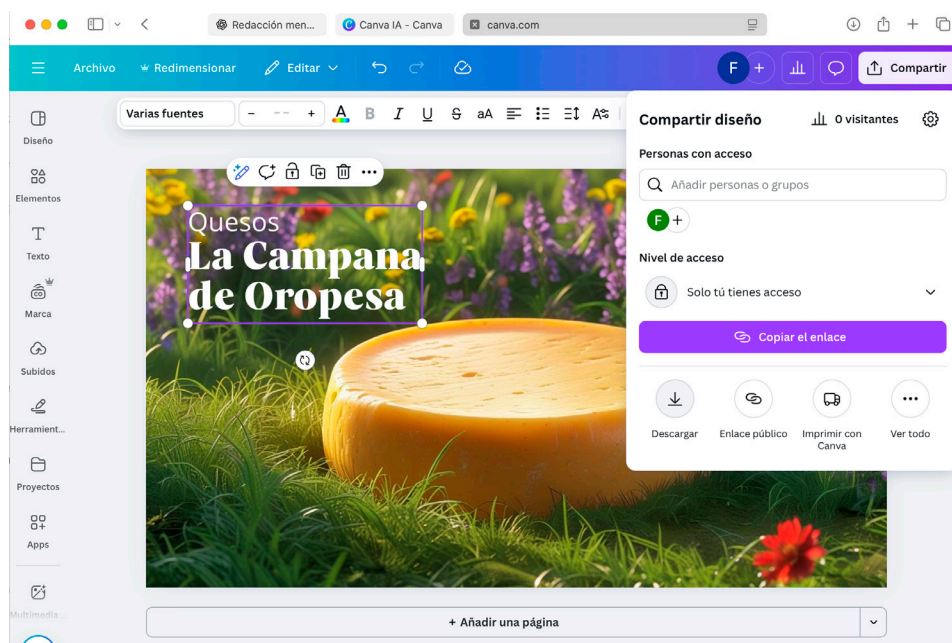 Redacción men...
Canva IA - Canva
canva.com
Archivo
Redimensionar
Editar
F
+
Compartir
Varias fuentes
- -- +
A B I U S aA
Compartir diseño
0 visitantes
Personas con acceso
Añadir personas o grupos
F +
Nivel de acceso
Solo tú tienes acceso
Copiar el enlace
Descargar
Enlace público
Imprimir con
Canva
Ver todo
Diseño
Elementos
Texto
Marca
Subidos
Herramient...
Proyectos
Apps
Multimedia ...
Quesos
La Campana
de Oropesa
+ Añadir una página